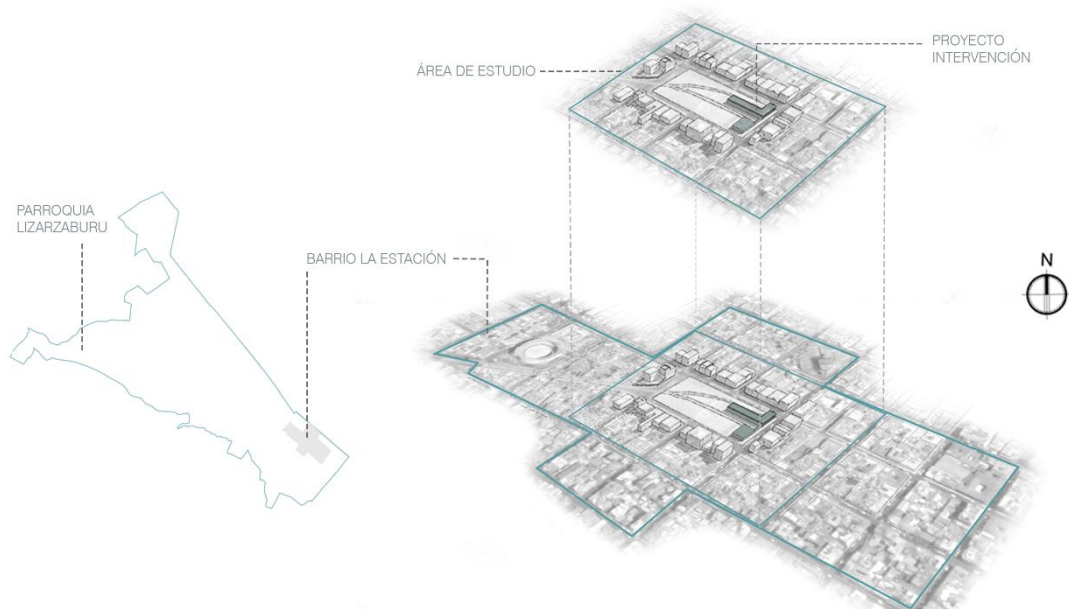 PROYECTO
INTERVENCIÓN
ÁREA DE ESTUDIO
PARROQUIA
LIZARZABURU
BARRIO LA ESTACIÓN
N